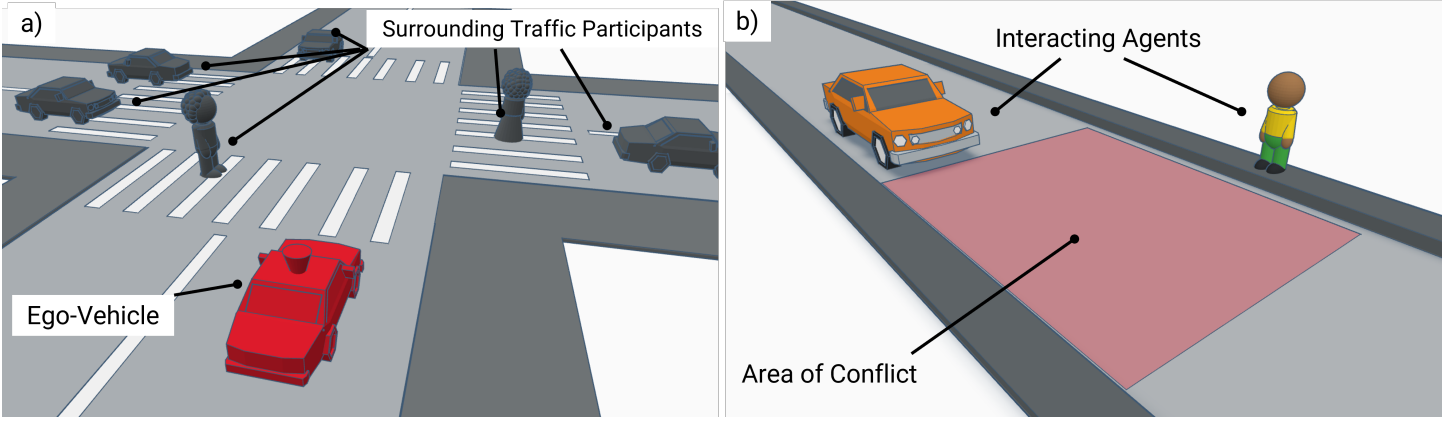 a)
Surrounding Traffic Participants
Ego-Vehicle
b)
Interacting Agents
Area of Conflict